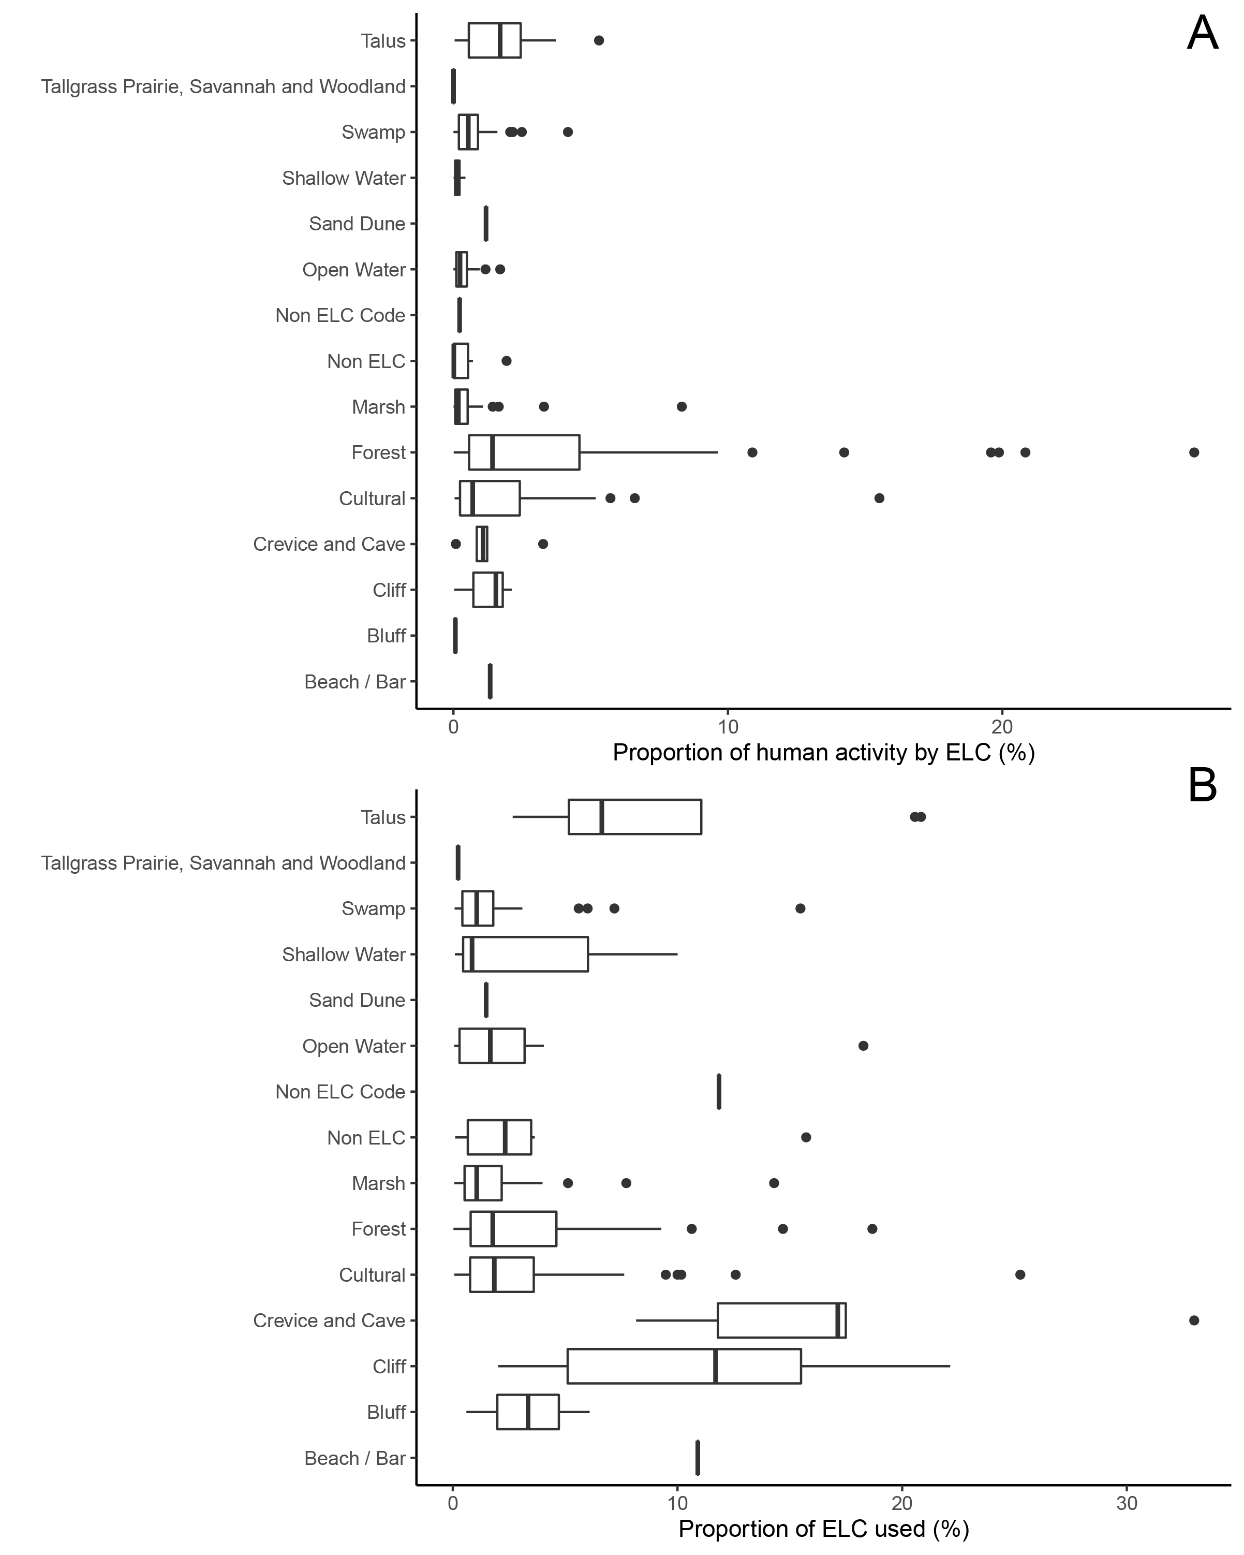 A
Talus
Tallgrass Prairie, Savannah and Woodland
Swamp
Shallow Water
Sand Dune
Open Water
Non ELC Code
Non ELC
Marsh
Forest
Cultural
Crevice and Cave
Cliff
Bluff
Beach / Bar
0 10 20
Proportion of human activity by ELC (%)
B
Talus
Tallgrass Prairie, Savannah and Woodland
Swamp
Shallow Water
Sand Dune
Open Water
Non ELC Code
Non ELC
Marsh
Forest
Cultural
Crevice and Cave
Cliff
Bluff
Beach / Bar
0 10 20 30
Proportion of ELC used (%)